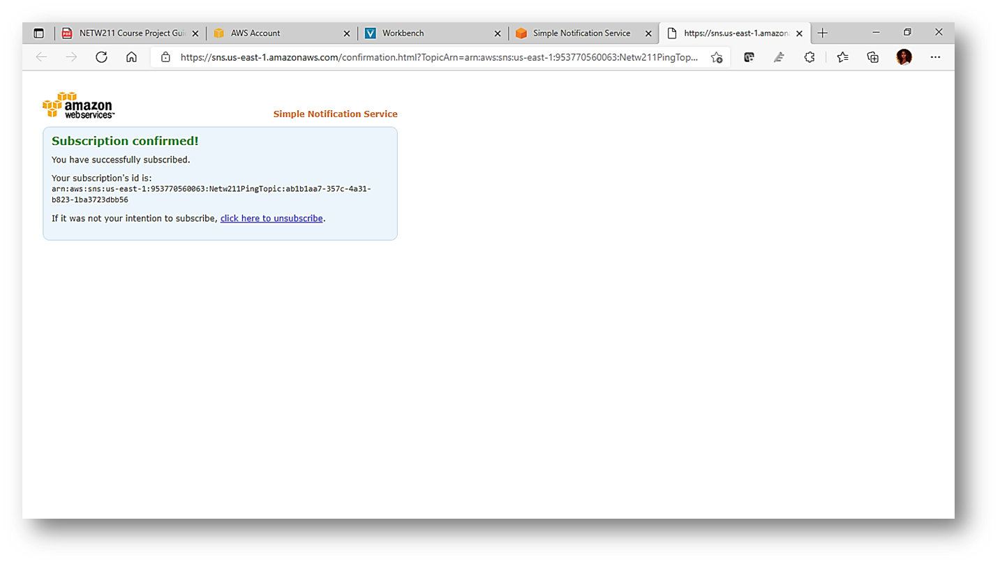 NETW211 Course Project Gui
AWS Account
Workbench
Simple Notification Service
https://sns.us-east-1.amazon
https://sns.us-east-1.amazonaws.com/confirmation.html?TopicArn=arn:aws:sns:us-east-1:953770560063:Netw211PingTop...
amazon
webservices™
Simple Notification Service
Subscription confirmed!
You have successfully subscribed.
Your subscription's id is:
arn:aws:sns:us-east-1:953770560063:Netw211PingTopic:ab1b1aa7-357c-4a31-
b823-1ba3723dbb56
If it was not your intention to subscribe, click here to unsubscribe.